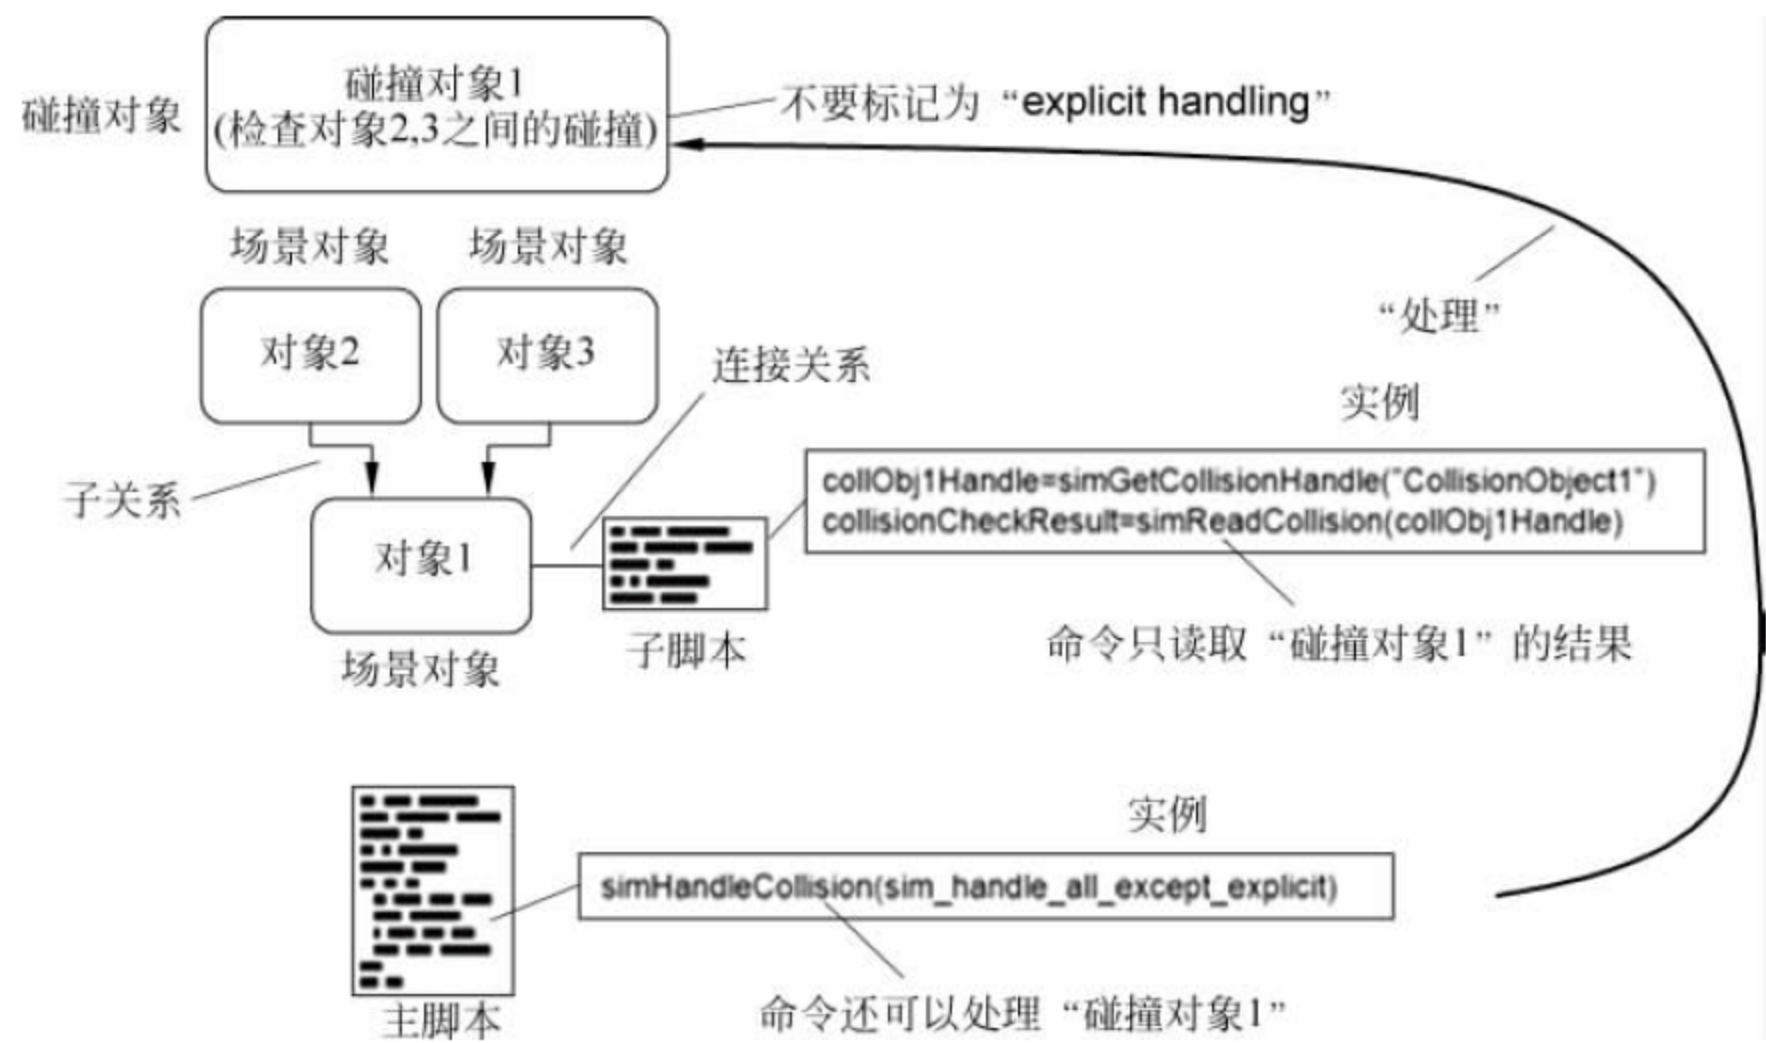 碰撞对象
碰撞对象1
(检查对象2,3之间的碰撞)
不要标记为“explicit handling”
场景对象
场景对象
“处理”
对象2
对象3
连接关系
实例
子关系
collObj1Handle=simGetCollisionHandle("CollisionObject1")
collisionCheckResult=simReadCollision(collObj1Handle)
对象1
子脚本
命令只读取“碰撞对象1”的结果
场景对象
实例
simHandleCollision(sim_handle_all_except_explicit)
主脚本
命令还可以处理“碰撞对象1”